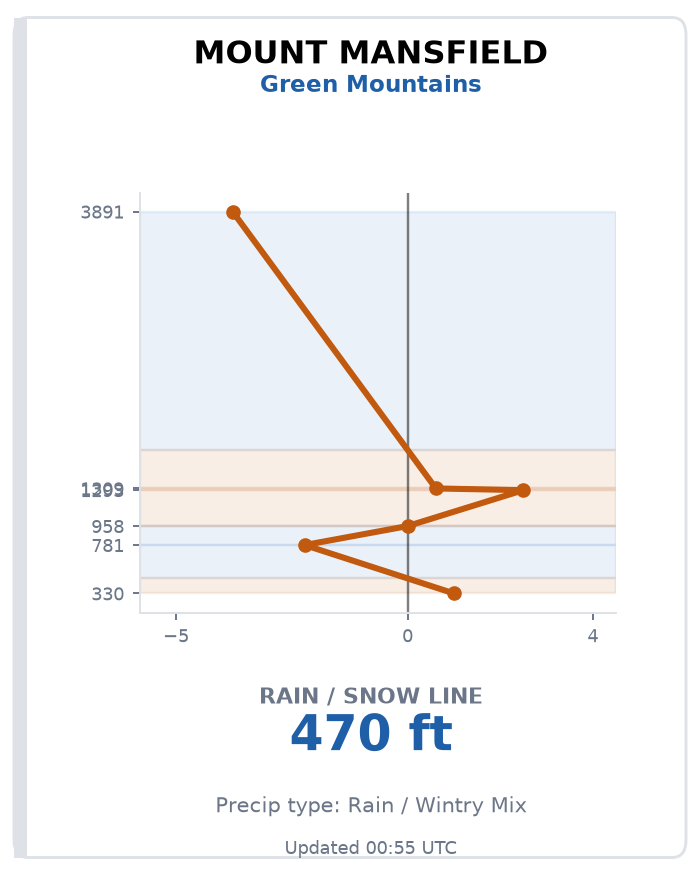 MOUNT MANSFIELD
Green Mountains
3891
958
781
330
−5 0 4
RAIN / SNOW LINE
470 ft
Precip type: Rain / Wintry Mix
Updated 00:55 UTC